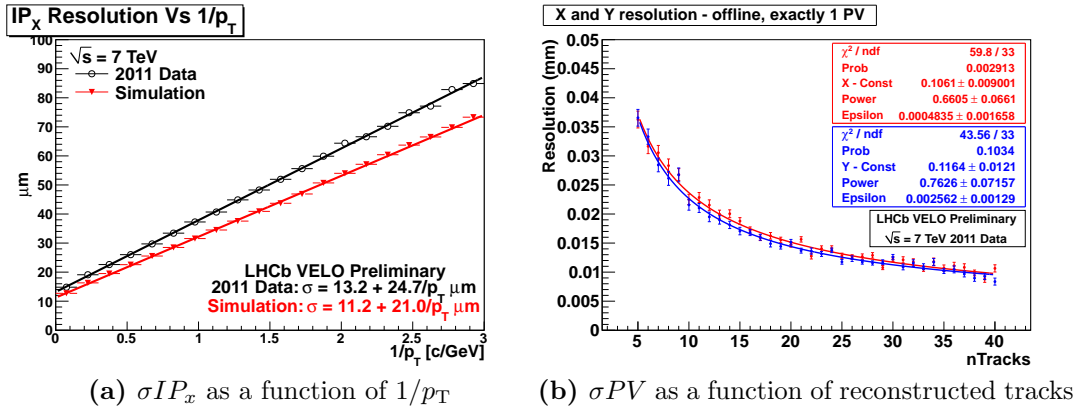 IP_X Resolution Vs 1/p_T
√s = 7 TeV
2011 Data
Simulation
μm
100
90
80
70
60
50
40
30
20
10
0
LHCb VELO Preliminary
2011 Data: σ = 13.2 + 24.7/p_T μm
Simulation: σ = 11.2 + 21.0/p_T μm
0 0.5 1 1.5 2 2.5 3
1/p_T [c/GeV]
(a) σIP_x as a function of 1/p_T
X and Y resolution - offline, exactly 1 PV
Resolution (mm)
0.05
0.045
0.04
0.035
0.03
0.025
0.02
0.015
0.01
0.005
0
χ² / ndf 59.8 / 33
Prob 0.002913
X - Const 0.1061 ± 0.009001
Power 0.6605 ± 0.0661
Epsilon 0.0004835 ± 0.001658
χ² / ndf 43.56 / 33
Prob 0.1034
Y - Const 0.1164 ± 0.0121
Power 0.7626 ± 0.07157
Epsilon 0.002562 ± 0.00129
LHCb VELO Preliminary
√s = 7 TeV 2011 Data
5 10 15 20 25 30 35 40
nTracks
(b) σPV as a function of reconstructed tracks